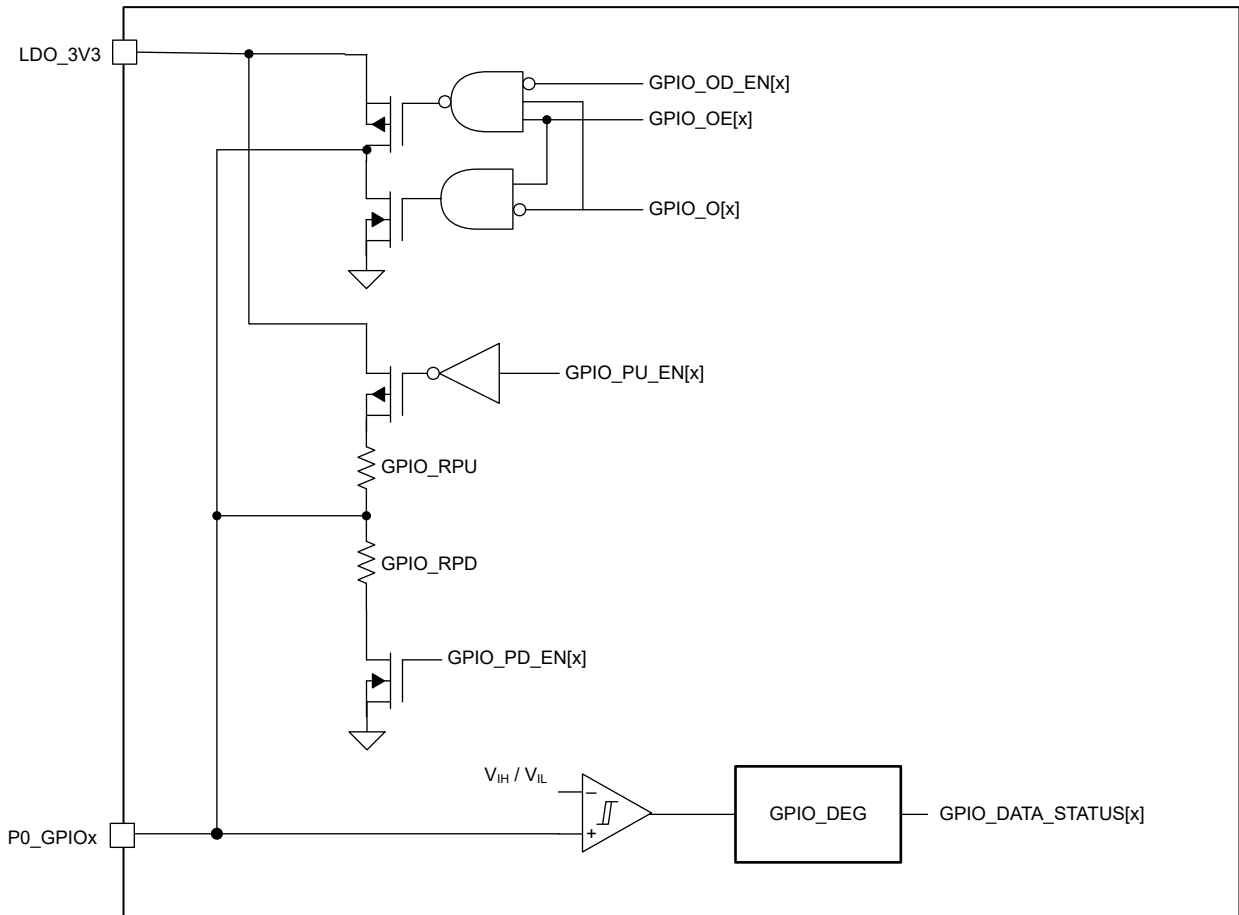 LDO_3V3
GPIO_OD_EN[x]
GPIO_OE[x]
GPIO_O[x]
GPIO_PU_EN[x]
GPIO_RPU
GPIO_RPD
GPIO_PD_EN[x]
VIH / VIL
−
+
GPIO_DEG
GPIO_DATA_STATUS[x]
P0_GPIOx